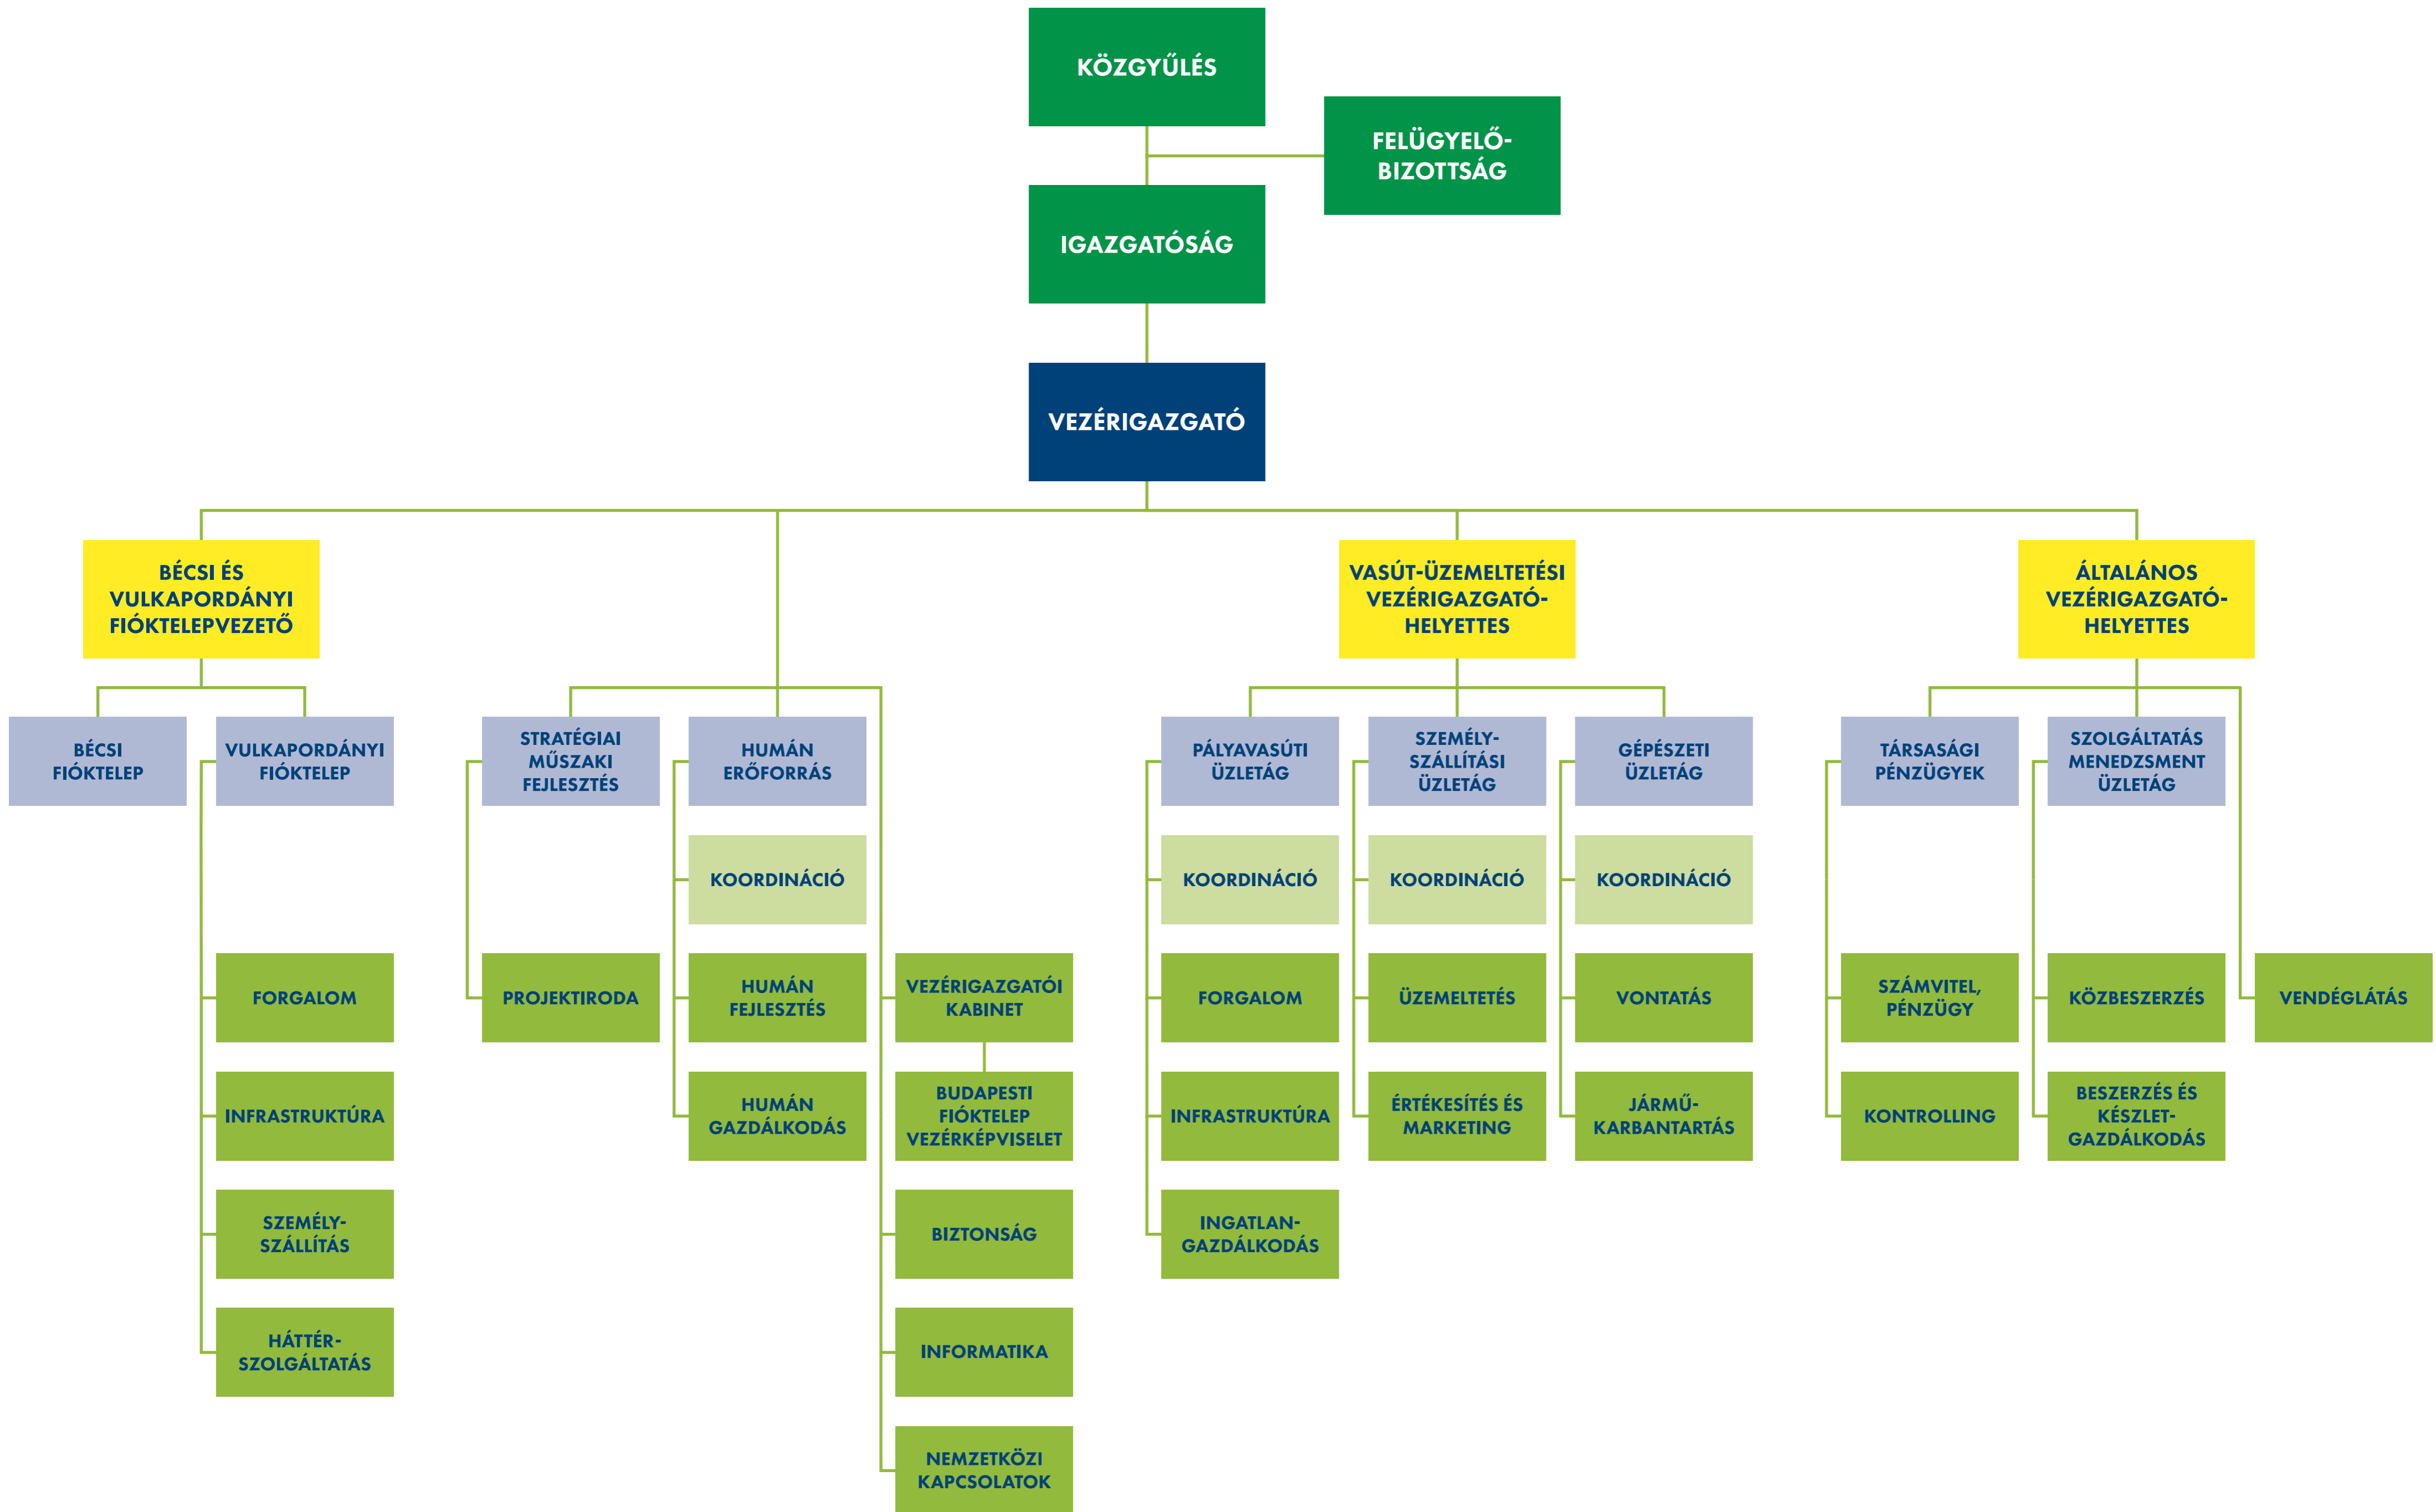 KÖZGYŰLÉS
FELÜGYELŐ-
BIZOTTSÁG
IGAZGATÓSÁG
VEZÉRIGAZGATÓ
BÉCSI ÉS
VULKAPORDÁNYI
FIÓKTELEPVEZETŐ
VASÚT-ÜZEMELTETÉSI
VEZÉRIGAZGATÓ-
HELYETTES
ÁLTALÁNOS
VEZÉRIGAZGATÓ-
HELYETTES
BÉCSI
FIÓKTELEP
VULKAPORDÁNYI
FIÓKTELEP
STRATÉGIAI
MŰSZAKI
FEJLESZTÉS
HUMÁN
ERŐFORRÁS
PÁLYAVASÚTI
ÜZLETÁG
SZEMÉLY-
SZÁLLÍTÁSI
ÜZLETÁG
GÉPÉSZETI
ÜZLETÁG
TÁRSASÁGI
PÉNZÜGYEK
SZOLGÁLTATÁS
MENEDZSMENT
ÜZLETÁG
KOORDINÁCIÓ
KOORDINÁCIÓ
KOORDINÁCIÓ
KOORDINÁCIÓ
FORGALOM
PROJEKTIRODA
HUMÁN
FEJLESZTÉS
VEZÉRIGAZGATÓI
KABINET
FORGALOM
ÜZEMELTETÉS
VONTATÁS
SZÁMVITEL,
PÉNZÜGY
KÖZBESZERZÉS
VENDÉGLÁTÁS
INFRASTRUKTÚRA
HUMÁN
GAZDÁLKODÁS
BUDAPESTI
FIÓKTELEP
VEZÉRKÉPVISELET
INFRASTRUKTÚRA
ÉRTÉKESÍTÉS ÉS
MARKETING
JÁRMŰ-
KARBANTARTÁS
KONTROLLING
BESZERZÉS ÉS
KÉSZLET-
GAZDÁLKODÁS
SZEMÉLY-
SZÁLLÍTÁS
BIZTONSÁG
INGATLAN-
GAZDÁLKODÁS
HÁTTÉR-
SZOLGÁLTATÁS
INFORMATIKA
NEMZETKÖZI
KAPCSOLATOK